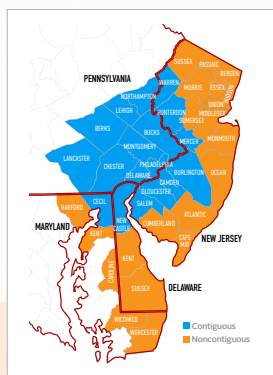 SUSSEX
PASSAIC
BERGEN
WARREN
MORRIS
ESSEX
HUDSON
UNION
PENNSYLVANIA
NORTHAMPTON
HUNTERDON
MIDDLESEX
SOMERSET
LEHIGH
BERKS
BUCKS
MERCER
MONMOUTH
MONTGOMERY
LANCASTER
CHESTER
PHILADELPHIA
DELAWARE
CAMDEN
BURLINGTON
OCEAN
GLOUCESTER
HARFORD
CECIL
NEW
CASTLE
SALEM
ATLANTIC
MARYLAND
KENT
CUMBERLAND
CAPE
MAY
NEW JERSEY
CAROLINE
KENT
SUSSEX
DELAWARE
WICOMICO
WORCESTER
Contiguous
Noncontiguous